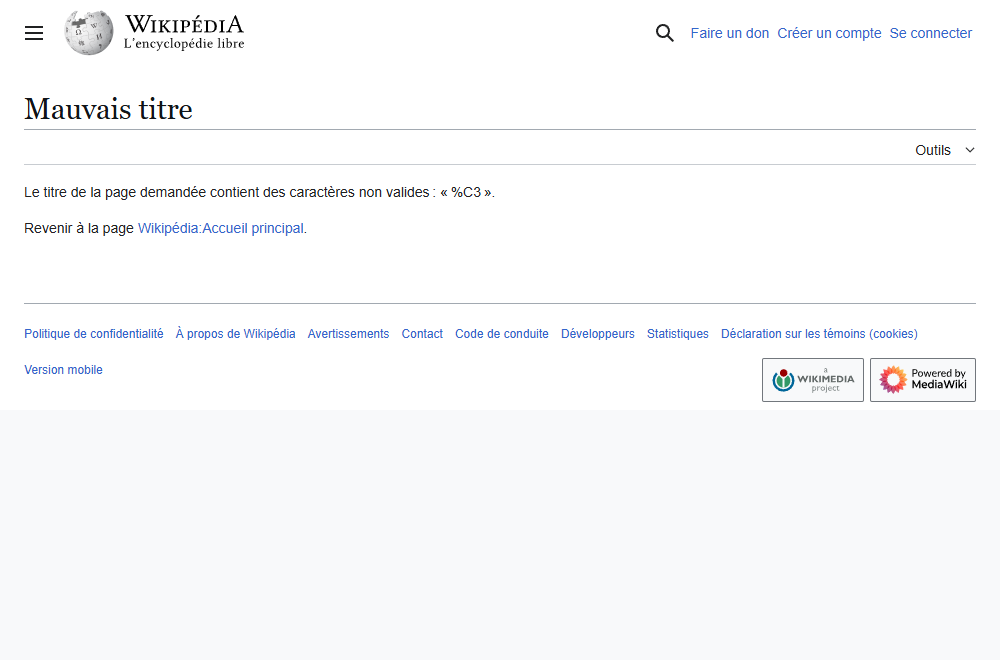 WIKIPÉDIA
L'encyclopédie libre
Faire un don Créer un compte Se connecter
Mauvais titre
Outils
Le titre de la page demandée contient des caractères non valides : « %C3 ».
Revenir à la page Wikipédia:Accueil principal.
Politique de confidentialité À propos de Wikipédia Avertissements Contact Code de conduite Développeurs Statistiques Déclaration sur les témoins (cookies)
Version mobile
a
WIKIMEDIA
project
Powered by
MediaWiki